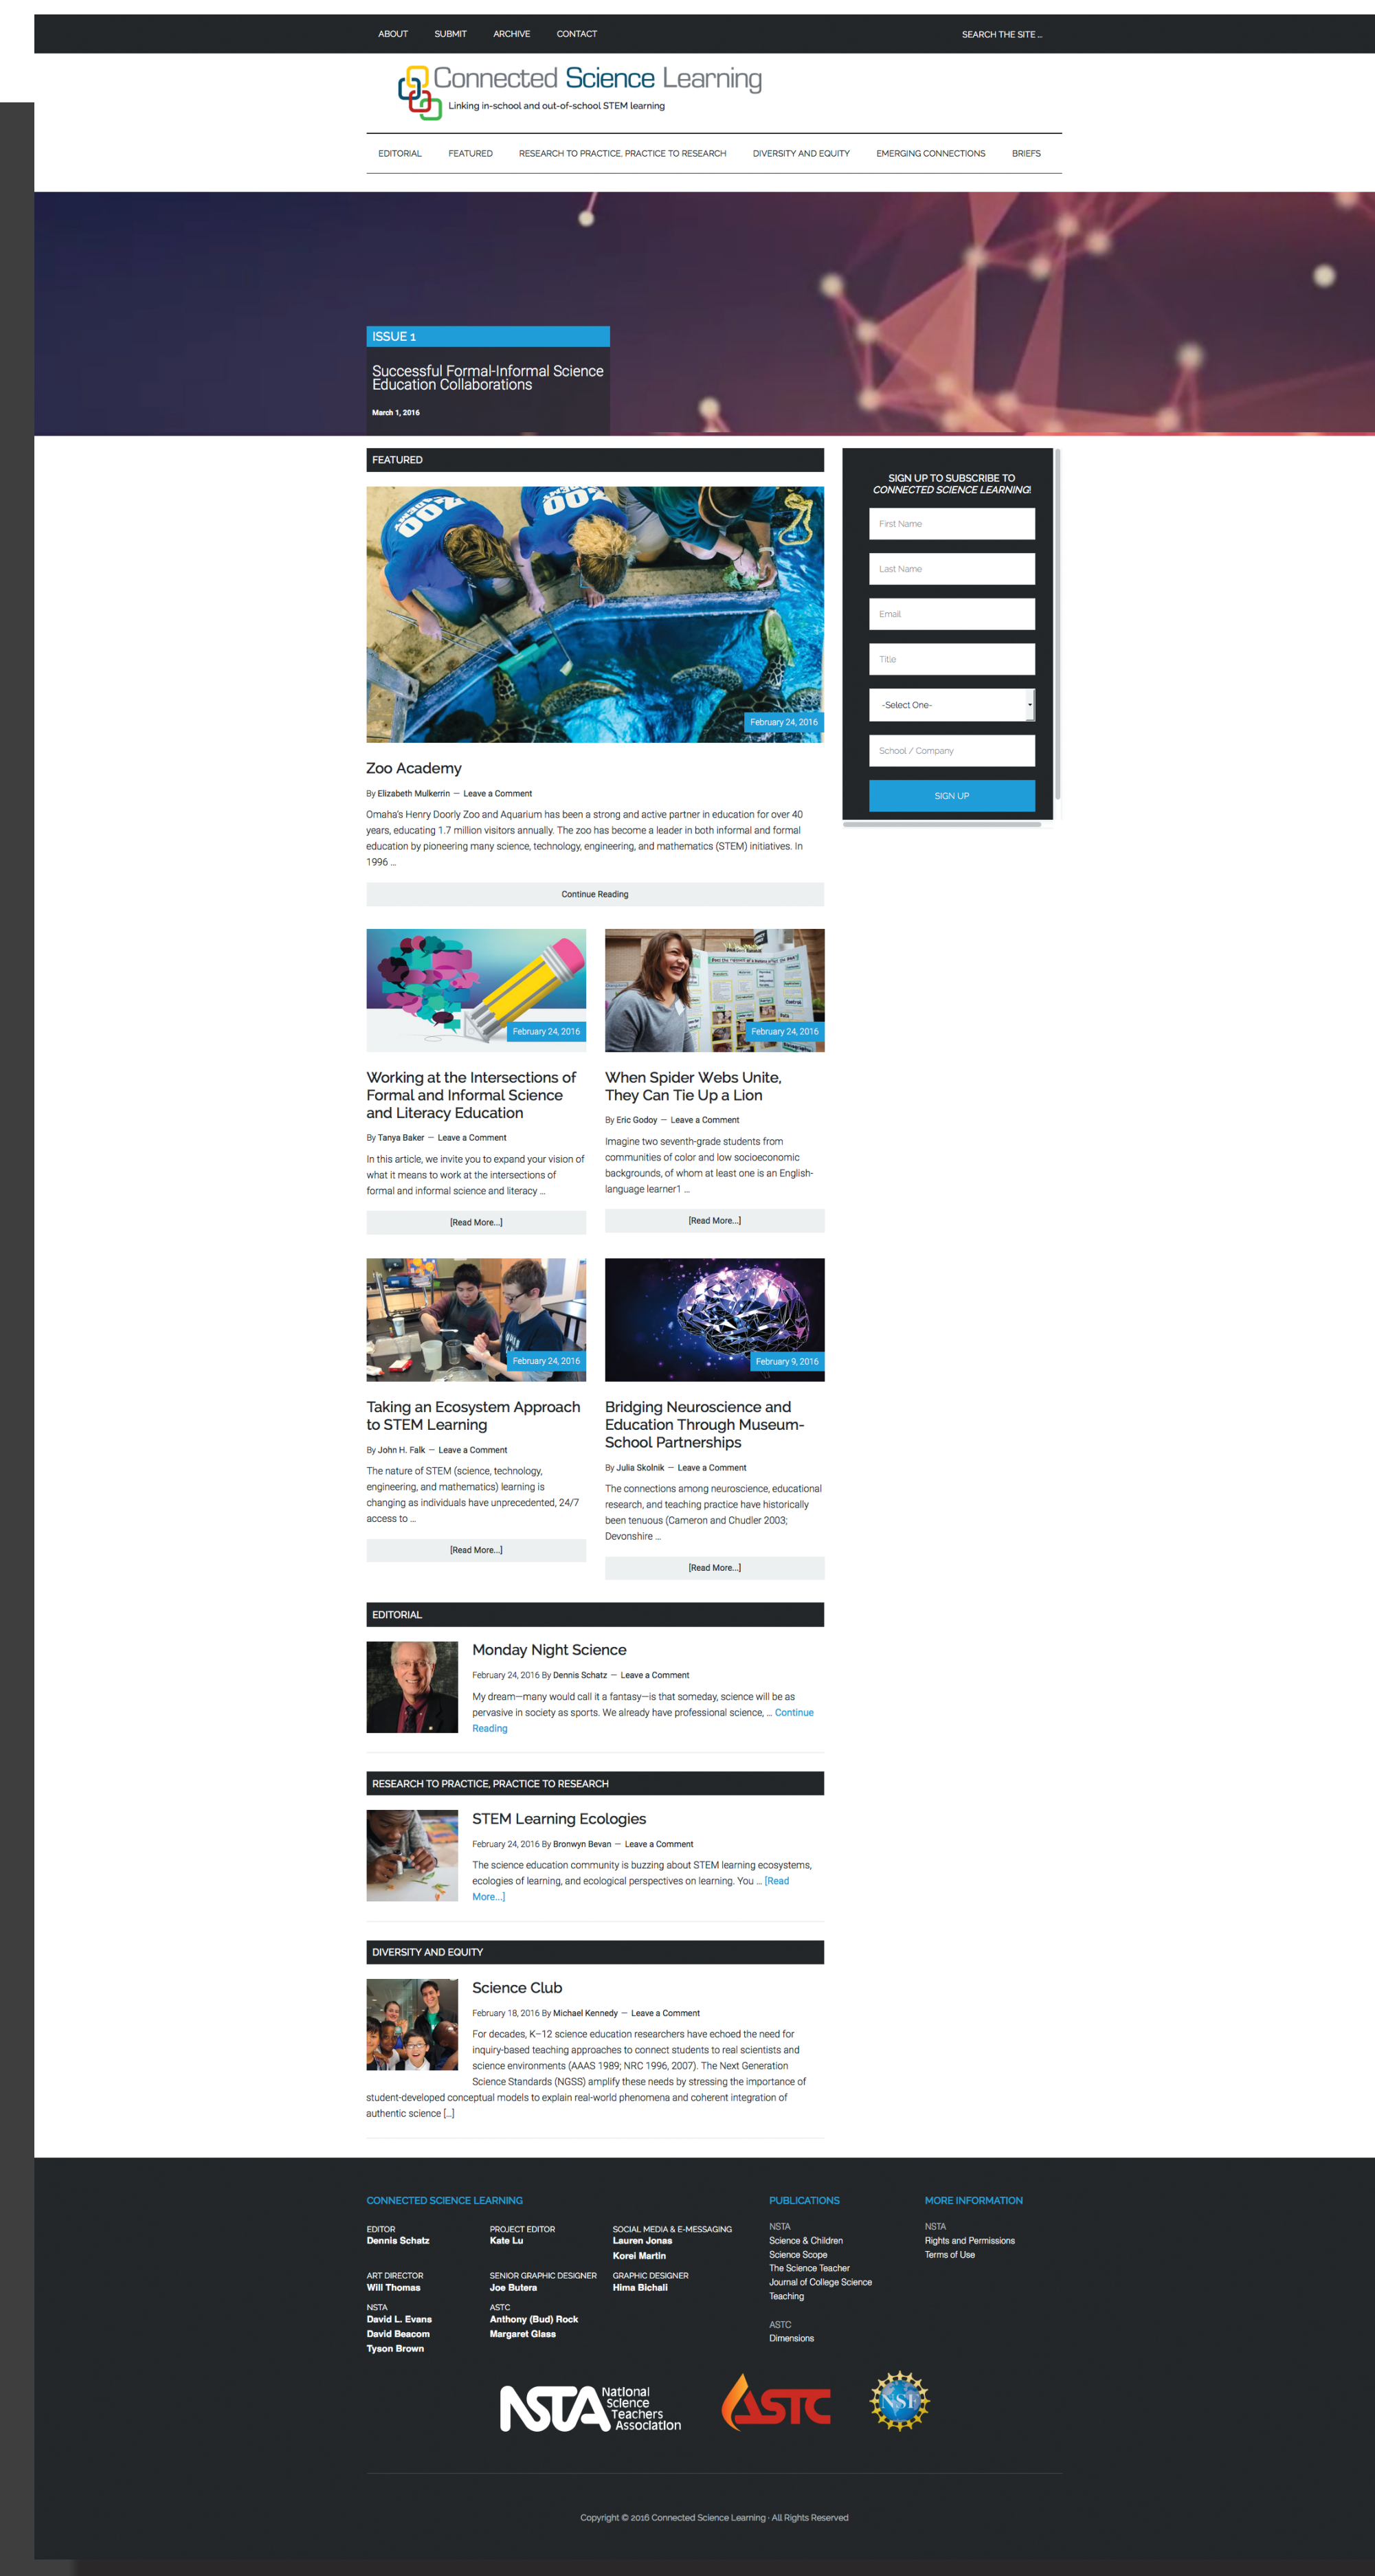 ABOUT SUBMIT ARCHIVE CONTACT SEARCH THE SITE ...
Connected Science Learning
Linking in-school and out-of-school STEM learning
EDITORIAL FEATURED RESEARCH TO PRACTICE, PRACTICE TO RESEARCH DIVERSITY AND EQUITY EMERGING CONNECTIONS BRIEFS
ISSUE 1
Successful Formal-Informal Science
Education Collaborations
March 1, 2016
FEATURED
ZOO
ZOO
February 24, 2016
Zoo Academy
By Elizabeth Mulkerrin — Leave a Comment
Omaha's Henry Doorly Zoo and Aquarium has been a strong and active partner in education for over 40
years, educating 1.7 million visitors annually. The zoo has become a leader in both informal and formal
education by pioneering many science, technology, engineering, and mathematics (STEM) initiatives. In
1996 ...
Continue Reading
SIGN UP TO SUBSCRIBE TO
CONNECTED SCIENCE LEARNING!
First Name
Last Name
Email
Title
-Select One-
School / Company
SIGN UP
February 24, 2016
Working at the Intersections of
Formal and Informal Science
and Literacy Education
By Tanya Baker — Leave a Comment
In this article, we invite you to expand your vision of
what it means to work at the intersections of
formal and informal science and literacy ...
[Read More...]
February 24, 2016
When Spider Webs Unite,
They Can Tie Up a Lion
By Eric Godoy — Leave a Comment
Imagine two seventh-grade students from
communities of color and low socioeconomic
backgrounds, of whom at least one is an English-
language learner1 ...
[Read More...]
February 24, 2016
Taking an Ecosystem Approach
to STEM Learning
By John H. Falk — Leave a Comment
The nature of STEM (science, technology,
engineering, and mathematics) learning is
changing as individuals have unprecedented, 24/7
access to ...
[Read More...]
February 9, 2016
Bridging Neuroscience and
Education Through Museum-
School Partnerships
By Julia Skolnik — Leave a Comment
The connections among neuroscience, educational
research, and teaching practice have historically
been tenuous (Cameron and Chudler 2003;
Devonshire ...
[Read More...]
EDITORIAL
Monday Night Science
February 24, 2016 By Dennis Schatz — Leave a Comment
My dream—many would call it a fantasy—is that someday, science will be as
pervasive in society as sports. We already have professional science, ... Continue
Reading
RESEARCH TO PRACTICE, PRACTICE TO RESEARCH
STEM Learning Ecologies
February 24, 2016 By Bronwyn Bevan — Leave a Comment
The science education community is buzzing about STEM learning ecosystems,
ecologies of learning, and ecological perspectives on learning. You ... [Read
More...]
DIVERSITY AND EQUITY
Science Club
February 18, 2016 By Michael Kennedy — Leave a Comment
For decades, K–12 science education researchers have echoed the need for
inquiry-based teaching approaches to connect students to real scientists and
science environments (AAAS 1989; NRC 1996, 2007). The Next Generation
Science Standards (NGSS) amplify these needs by stressing the importance of
student-developed conceptual models to explain real-world phenomena and coherent integration of
authentic science [...]
CONNECTED SCIENCE LEARNING
EDITOR
Dennis Schatz
PROJECT EDITOR
Kate Lu
SOCIAL MEDIA & E-MESSAGING
Lauren Jonas
Korei Martin
ART DIRECTOR
Will Thomas
SENIOR GRAPHIC DESIGNER
Joe Butera
GRAPHIC DESIGNER
Hima Bichali
NSTA
David L. Evans
David Beacom
Tyson Brown
ASTC
Anthony (Bud) Rock
Margaret Glass
PUBLICATIONS
NSTA
Science & Children
Science Scope
The Science Teacher
Journal of College Science
Teaching
ASTC
Dimensions
MORE INFORMATION
NSTA
Rights and Permissions
Terms of Use
NSTA National
Science
Teachers
Association
ASTC
NSF
Copyright © 2016 Connected Science Learning · All Rights Reserved